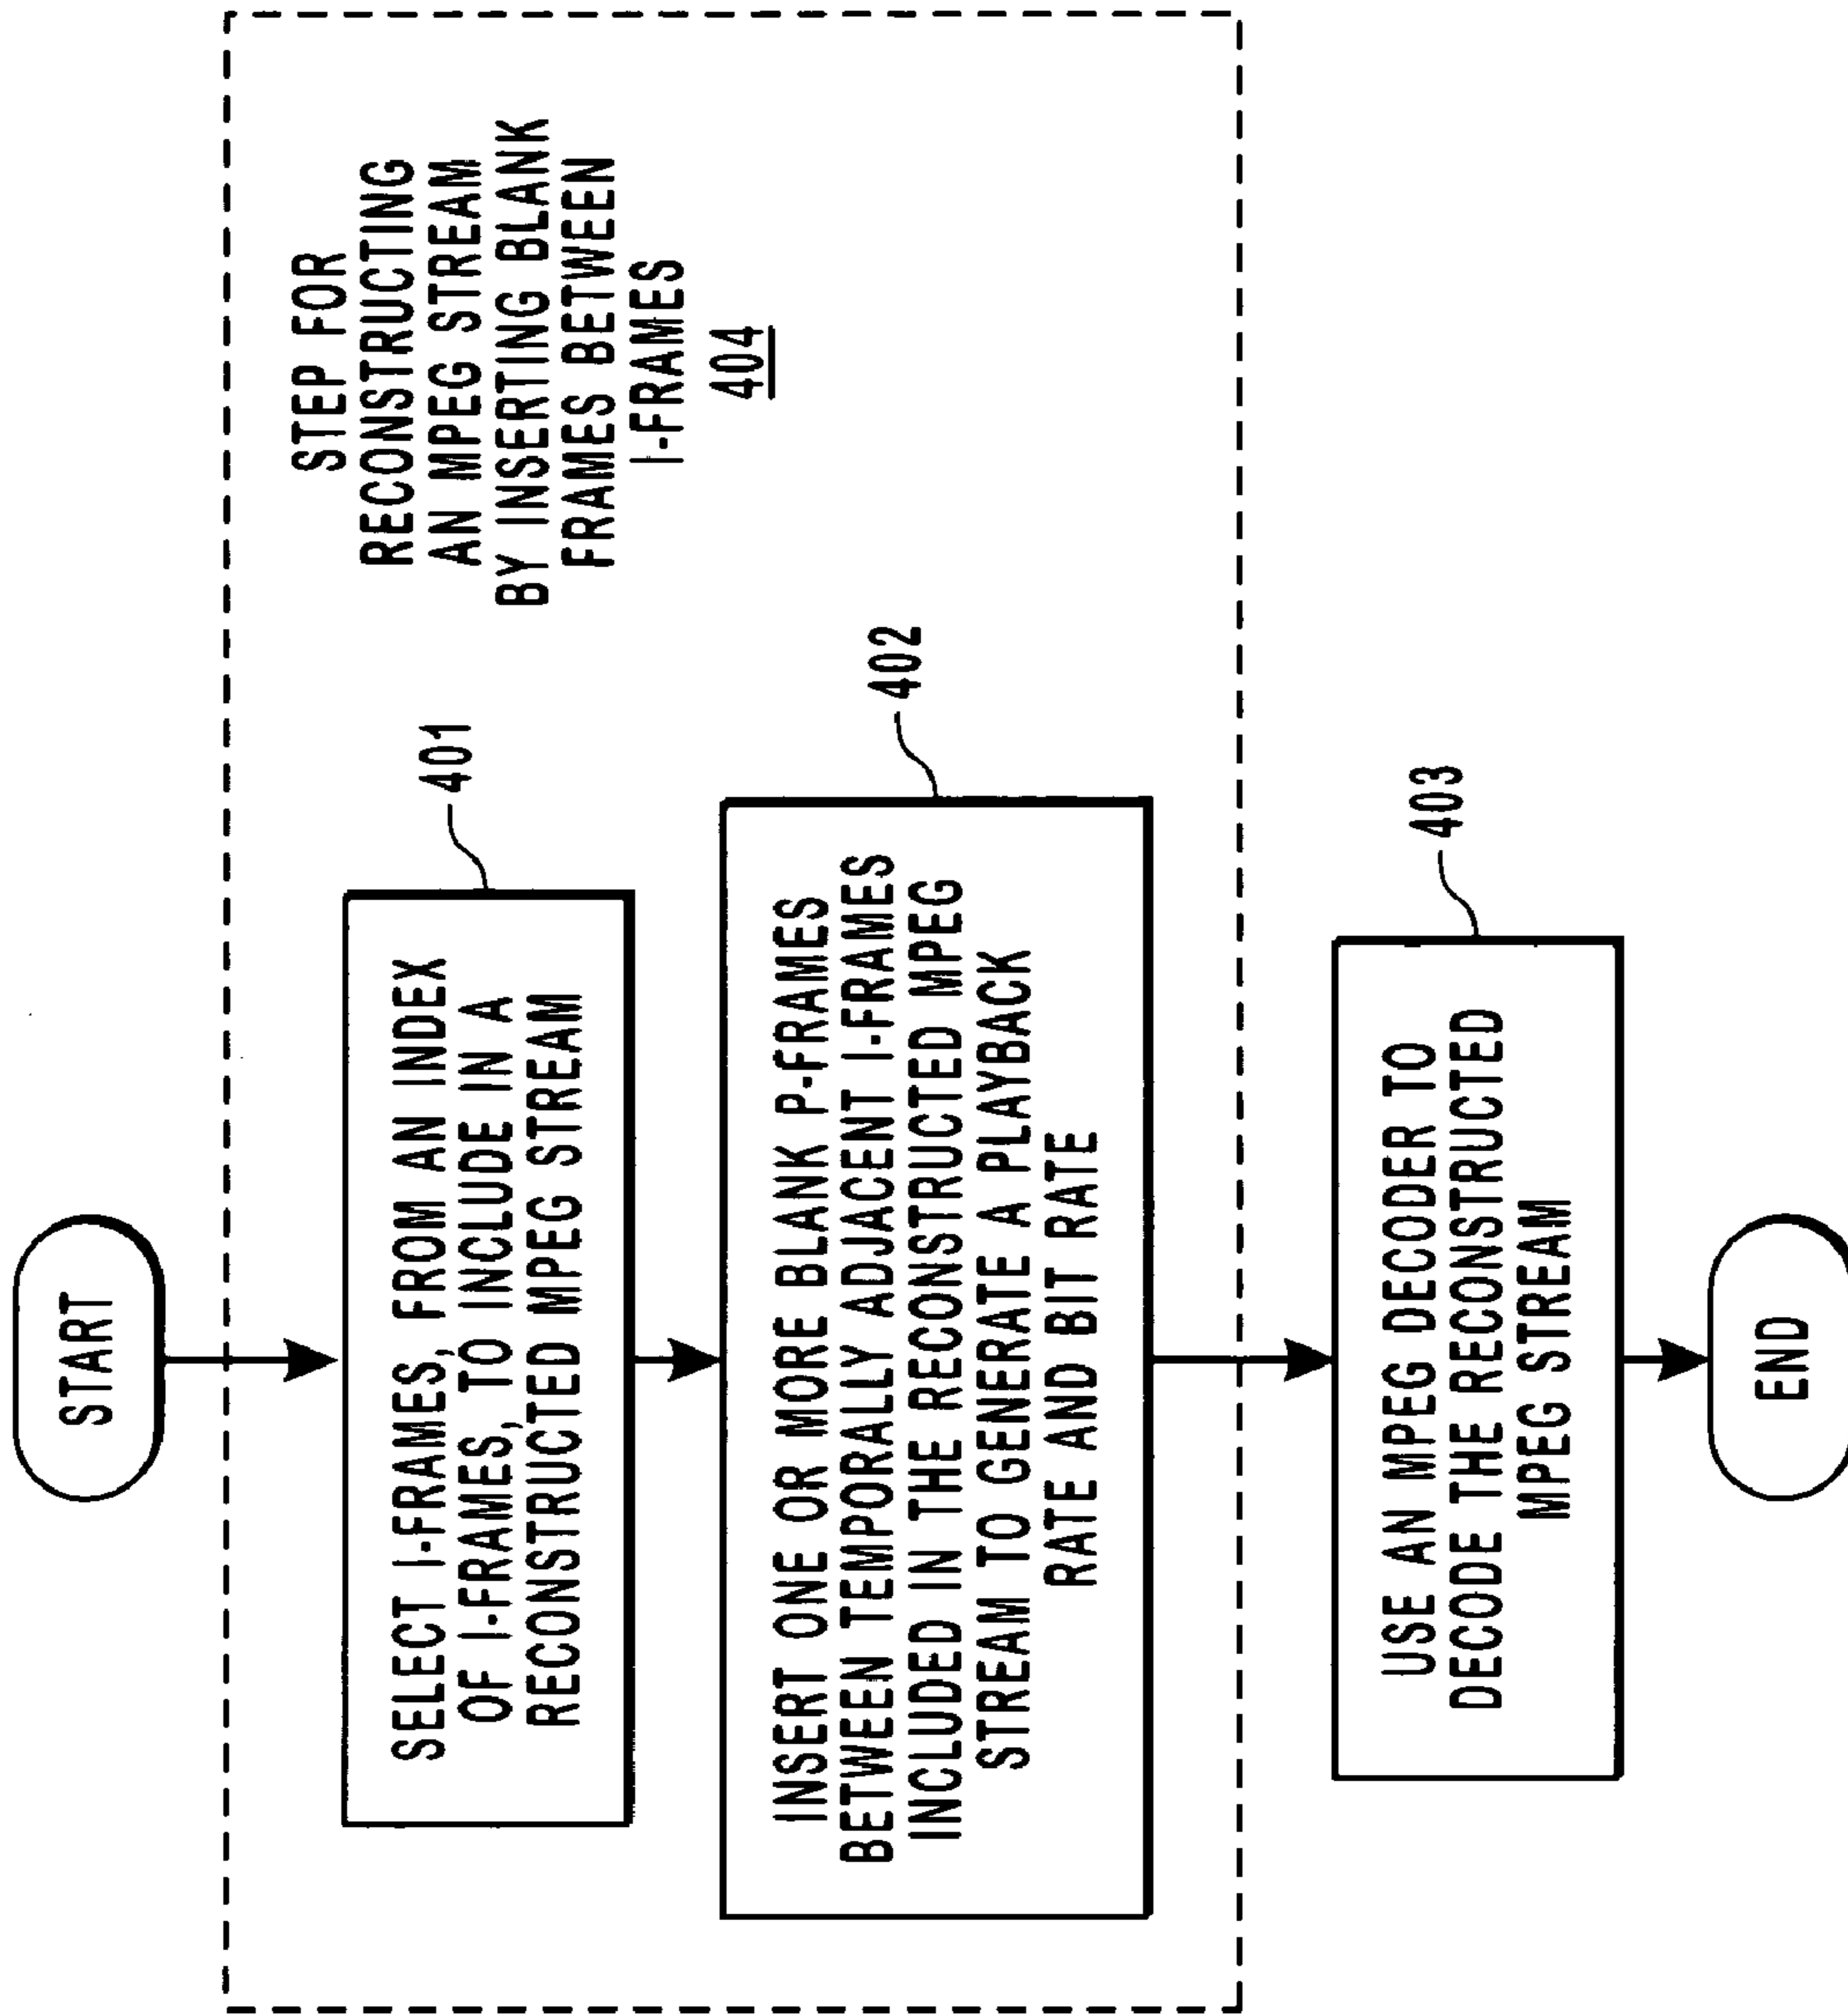 START
SELECT I-FRAMES, FROM AN INDEX
OF I-FRAMES, TO INCLUDE IN A
RECONSTRUCTED MPEG STREAM
401
INSERT ONE OR MORE BLANK P-FRAMES
BETWEEN TEMPORALLY ADJACENT I-FRAMES
INCLUDED IN THE RECONSTRUCTED MPEG
STREAM TO GENERATE A PLAYBACK
RATE AND BIT RATE
402
STEP FOR
RECONSTRUCTING
AN MPEG STREAM
BY INSERTING BLANK
FRAMES BETWEEN
I-FRAMES
404
USE AN MPEG DECODER TO
DECODE THE RECONSTRUCTED
MPEG STREAM
403
END